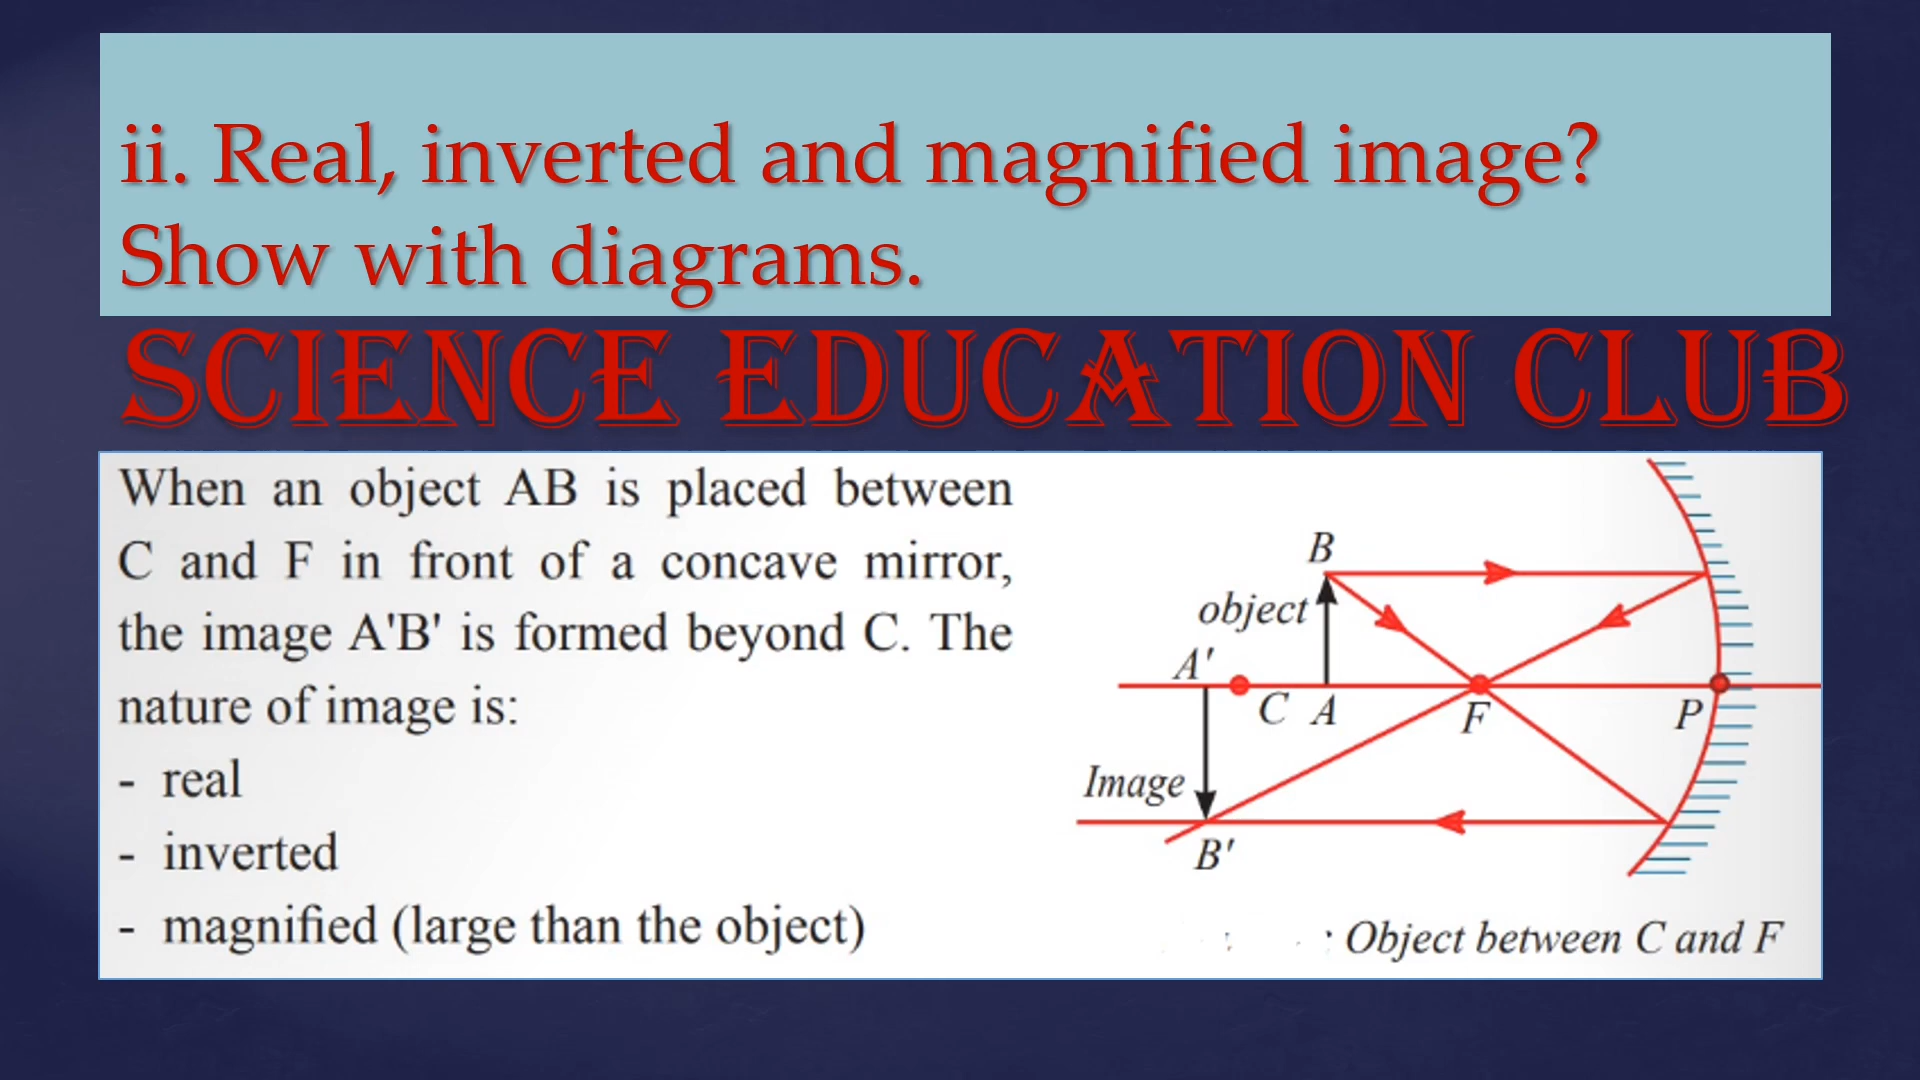 ii. Real, inverted and magnified image?
Show with diagrams.
SCIENCE EDUCATION CLUB
When an object AB is placed between
C and F in front of a concave mirror,
the image A'B' is formed beyond C. The
nature of image is:
- real
- inverted
- magnified (large than the object)
B
object
A'
C A
F
P
Image
B'
: Object between C and F